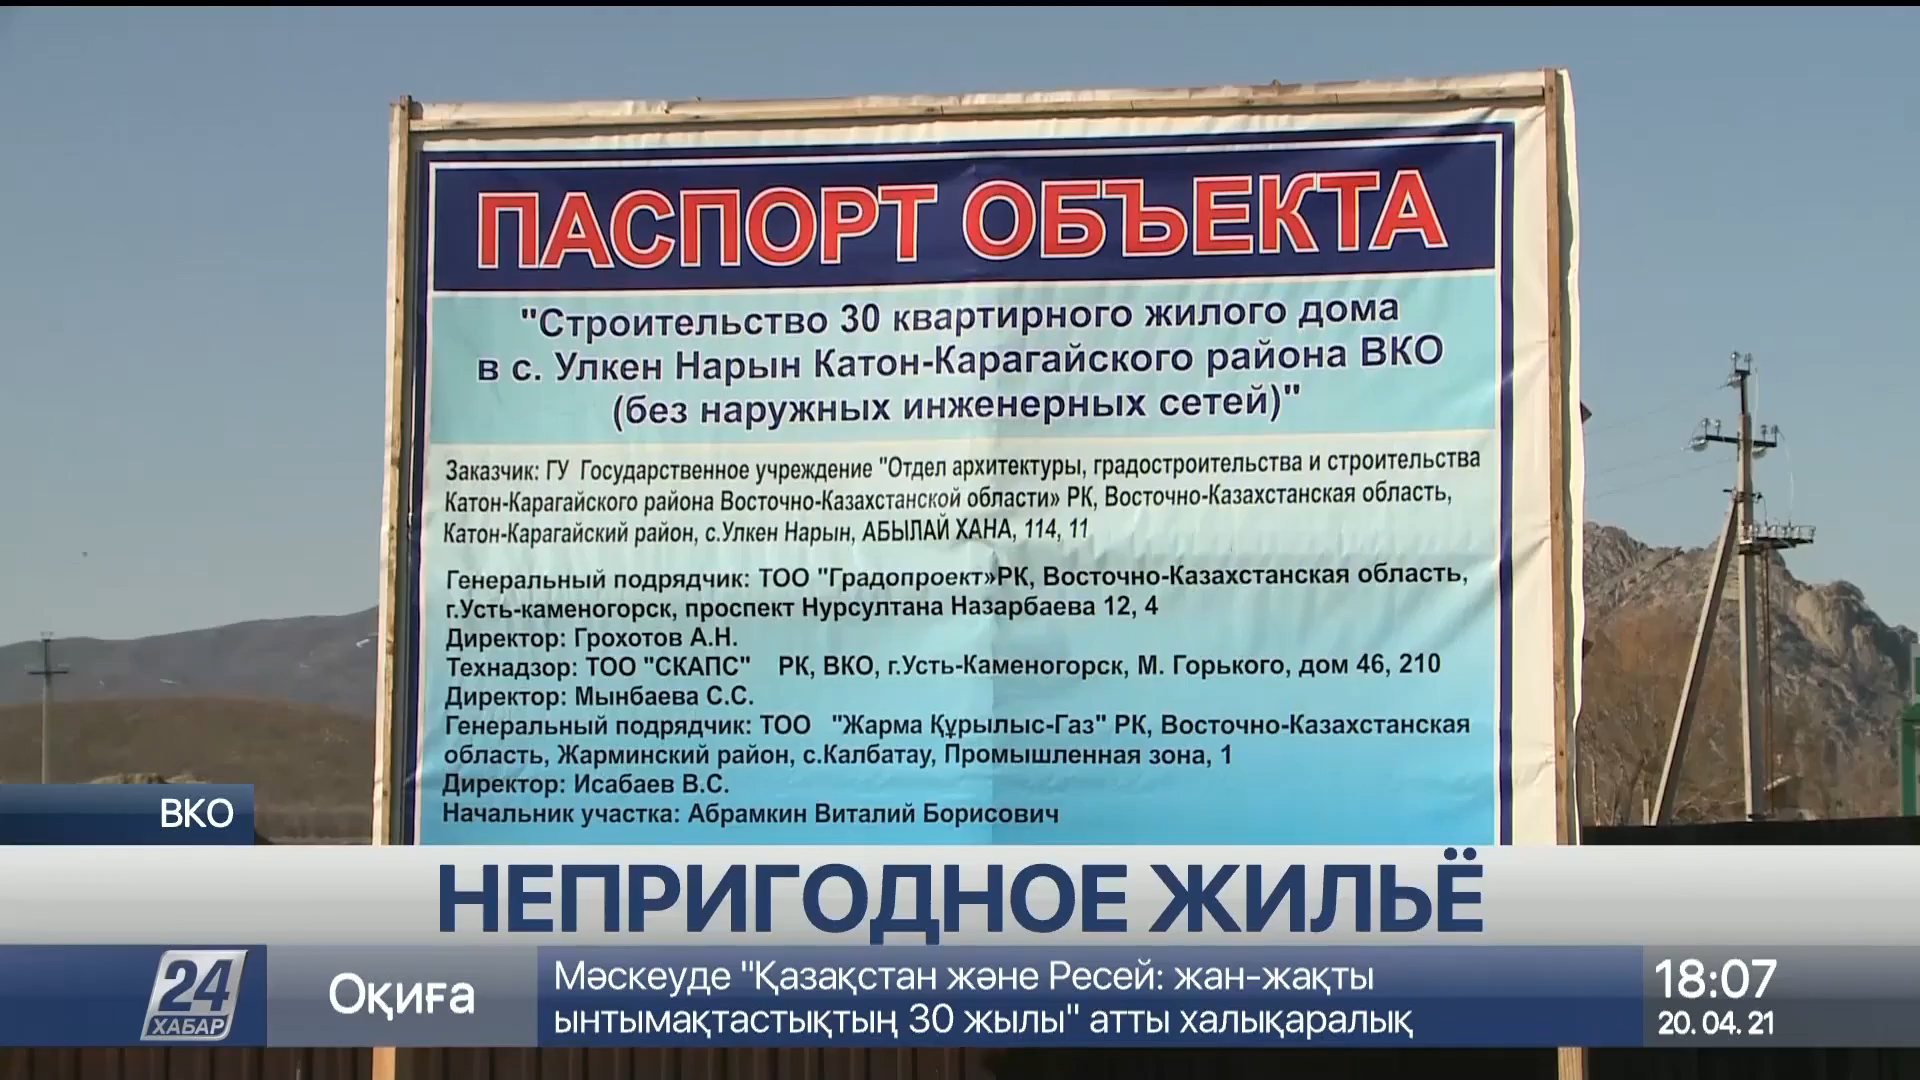 ПАСПОРТ ОБЪЕКТА
"Строительство 30 квартирного жилого дома
в с. Улкен Нарын Катон-Карагайского района ВКО
(без наружных инженерных сетей)"
Заказчик: ГУ Государственное учреждение "Отдел архитектуры, градостроительства и строительства
Катон-Карагайского района Восточно-Казахстанской области» РК, Восточно-Казахстанская область,
Катон-Карагайский район, с.Улкен Нарын, АБЫЛАЙ ХАНА, 114, 11
Генеральный подрядчик: ТОО "Градопроект»РК, Восточно-Казахстанская область,
г.Усть-каменогорск, проспект Нурсултана Назарбаева 12, 4
Директор: Грохотов А.Н.
Технадзор: ТОО "СКАПС" РК, ВКО, г.Усть-Каменогорск, М. Горького, дом 46, 210
Директор: Мынбаева С.С.
Генеральный подрядчик: ТОО "Жарма Құрылыс-Газ" РК, Восточно-Казахстанская
область, Жарминский район, с.Калбатау, Промышленная зона, 1
Директор: Исабаев В.С.
Начальник участка: Абрамкин Виталий Борисович
ВКО
НЕПРИГОДНОЕ ЖИЛЬЁ
24
ХАБАР
Оқиға
Мәскеуде "Қазақстан және Ресей: жан-жақты
ынтымақтастықтың 30 жылы" атты халықаралық
18:07
20. 04. 21